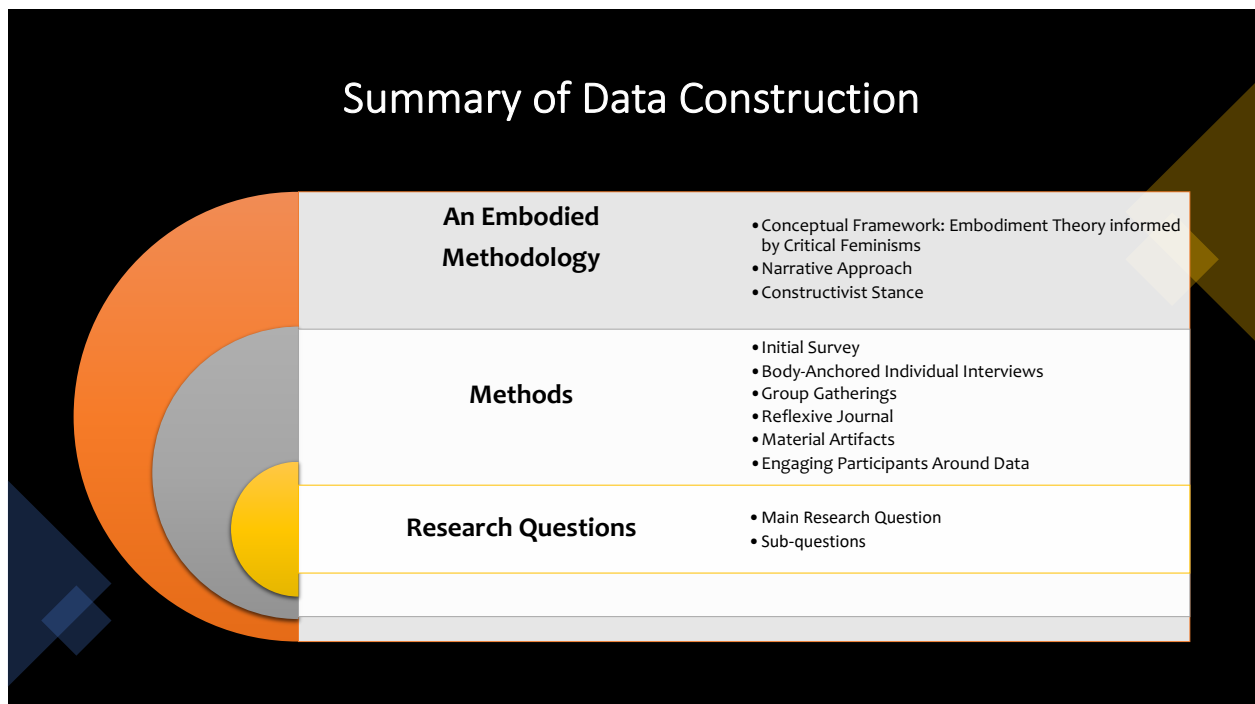 Summary of Data Construction
An Embodied
Methodology
•Conceptual Framework: Embodiment Theory informed
by Critical Feminisms
•Narrative Approach
•Constructivist Stance
Methods
•Initial Survey
•Body-Anchored Individual Interviews
•Group Gatherings
•Reflexive Journal
•Material Artifacts
•Engaging Participants Around Data
Research Questions
•Main Research Question
•Sub-questions